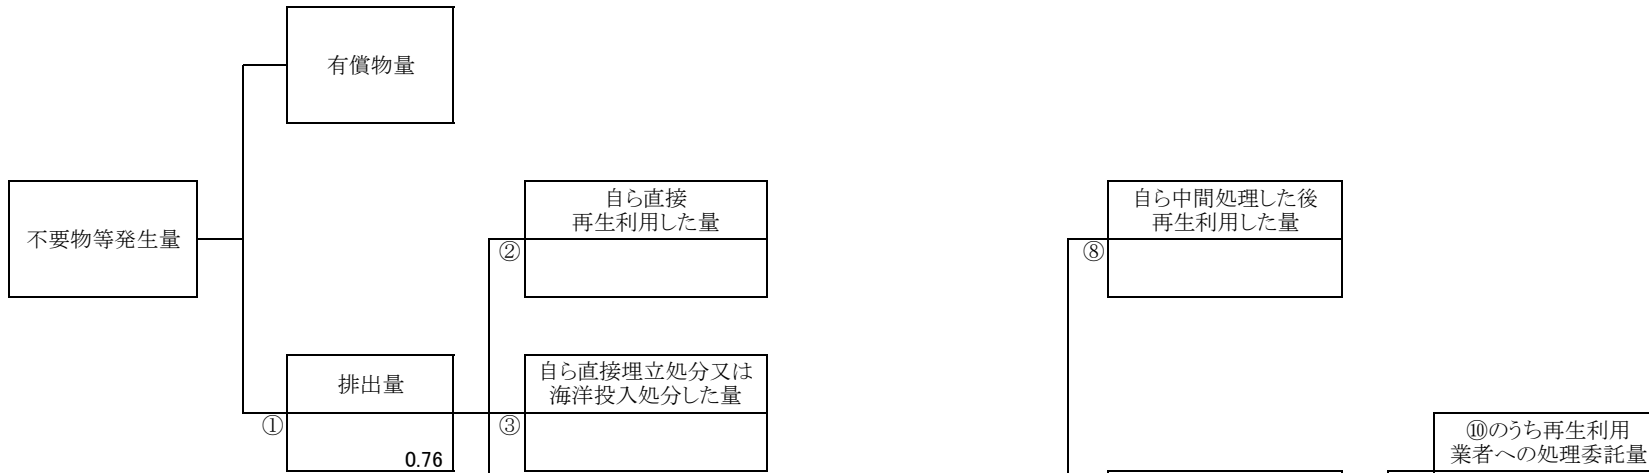 有償物量
不要物等発生量
自ら直接
再生利用した量
②
自ら中間処理した後
再生利用した量
⑧
排出量
①
0.76
自ら直接埋立処分又は
海洋投入処分した量
③
⑩のうち再生利用
業者への処理委託量